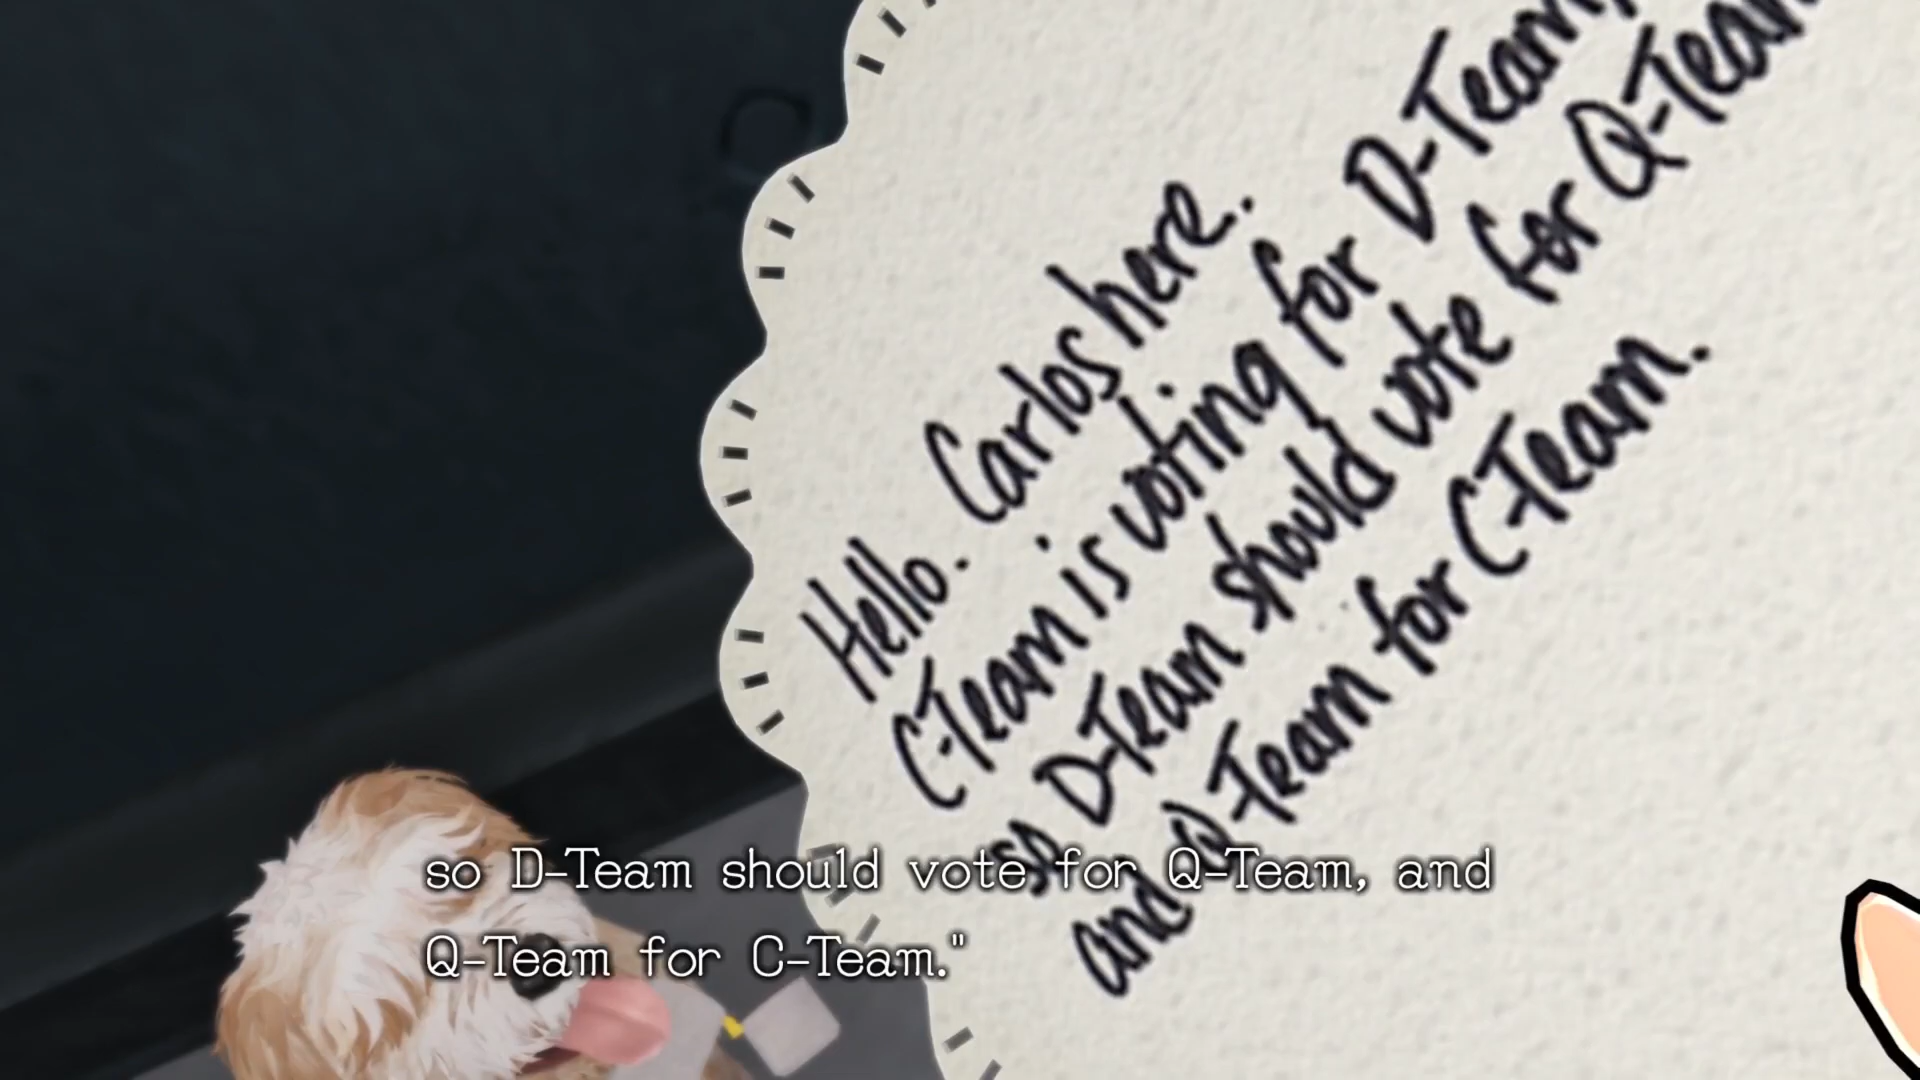 Hello. Carlos here.
C-Team is voting for D-Team,
so D-Team should vote for Q-Team
and Q-Team for C-Team.
so D-Team should vote for Q-Team, and
Q-Team for C-Team."